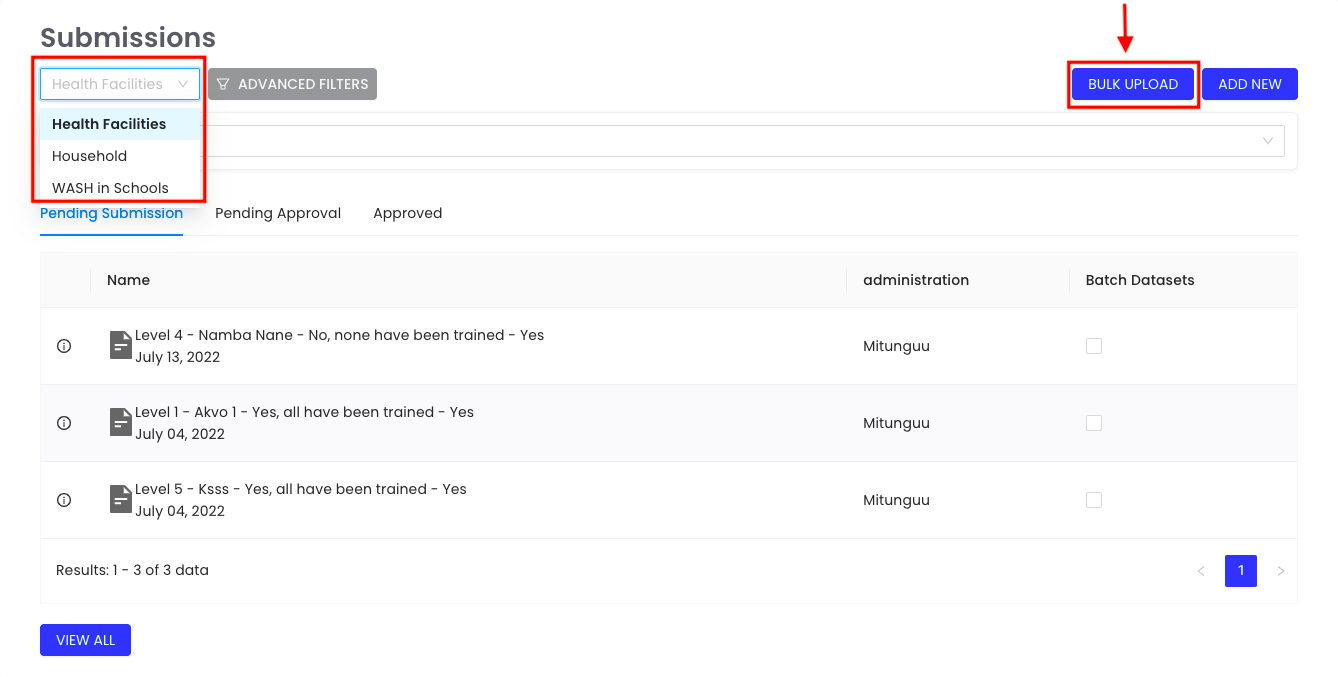 Submissions
Health Facilities
ADVANCED FILTERS
BULK UPLOAD
ADD NEW
Health Facilities
Household
WASH in Schools
Pending Submission
Pending Approval
Approved
Name
administration
Batch Datasets
Level 4 - Namba Nane - No, none have been trained - Yes
July 13, 2022
Mitunguu
Level 1 - Akvo 1 - Yes, all have been trained - Yes
July 04, 2022
Mitunguu
Level 5 - Ksss - Yes, all have been trained - Yes
July 04, 2022
Mitunguu
Results: 1 - 3 of 3 data
< 1 >
VIEW ALL